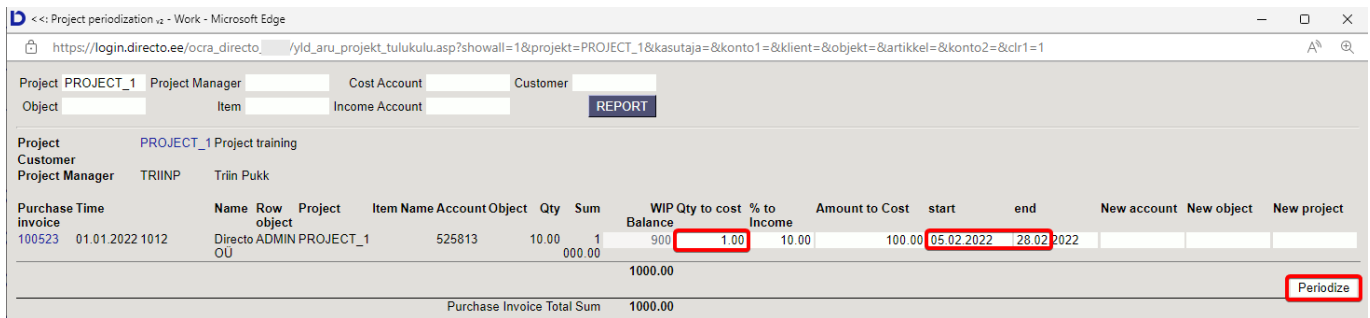 <<: Project periodization v2 - Work - Microsoft Edge
https://login.directo.ee/ocra_directo_ /yld_aru_projekt_tulukulu.asp?showall=1&projekt=PROJECT_1&kasutaja=&konto1=&klient=&objekt=&artikkel=&konto2=&clr1=1
Project PROJECT_1 Project Manager Cost Account Customer
Object Item Income Account REPORT
Project PROJECT_1 Project training
Customer
Project Manager TRIINP Triin Pukk
Purchase Time Name Row Project Item Name Account Object Qty Sum WIP Qty to cost % to Amount to Cost start end New account New object New project
invoice object Balance Income
100523 01.01.2022 1012 Directo ADMIN PROJECT_1 525813 10.00 1 900 1.00 10.00 100.00 05.02.2022 28.02.2022
OÜ 000.00
1000.00
Periodize
Purchase Invoice Total Sum 1000.00